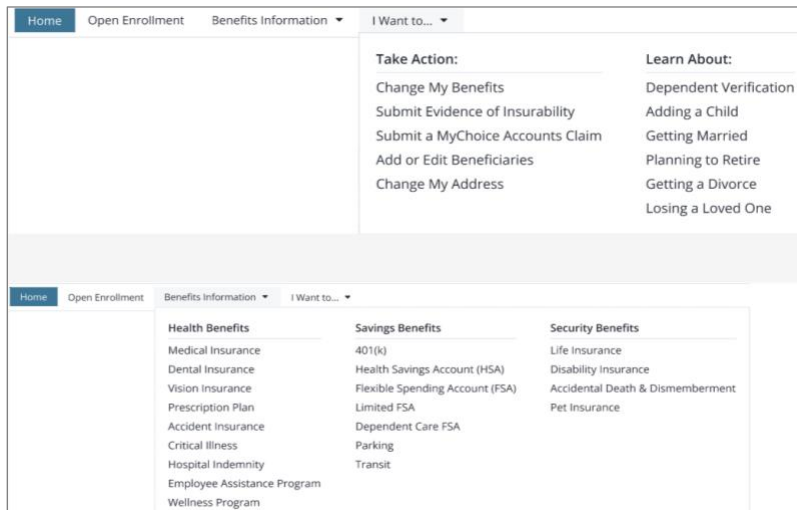 Home Open Enrollment Benefits Information I Want to...
Take Action:
Change My Benefits
Submit Evidence of Insurability
Submit a MyChoice Accounts Claim
Add or Edit Beneficiaries
Change My Address
Learn About:
Dependent Verification
Adding a Child
Getting Married
Planning to Retire
Getting a Divorce
Losing a Loved One
Home Open Enrollment Benefits Information I Want to...
Health Benefits
Medical Insurance
Dental Insurance
Vision Insurance
Prescription Plan
Accident Insurance
Critical Illness
Hospital Indemnity
Employee Assistance Program
Wellness Program
Savings Benefits
401(k)
Health Savings Account (HSA)
Flexible Spending Account (FSA)
Limited FSA
Dependent Care FSA
Parking
Transit
Security Benefits
Life Insurance
Disability Insurance
Accidental Death & Dismemberment
Pet Insurance